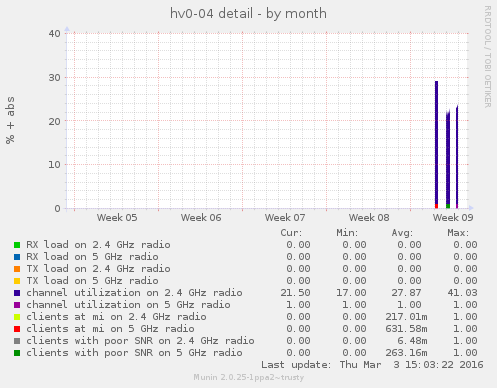 hv0-04 detail - by month
RRDTOOL / TOBI OETIKER
% + abs
40
30
20
10
0
Week 05 Week 06 Week 07 Week 08 Week 09
Cur: Min: Avg: Max:
RX load on 2.4 GHz radio 0.00 0.00 0.00 0.00
RX load on 5 GHz radio 0.00 0.00 0.00 0.00
TX load on 2.4 GHz radio 0.00 0.00 0.00 0.00
TX load on 5 GHz radio 0.00 0.00 0.00 0.00
channel utilization on 2.4 GHz radio 21.50 17.00 27.87 41.03
channel utilization on 5 GHz radio 1.00 1.00 1.00 1.00
clients at mi on 2.4 GHz radio 0.00 0.00 217.01m 1.00
clients at mi on 5 GHz radio 0.00 0.00 631.58m 1.00
clients with poor SNR on 2.4 GHz radio 0.00 0.00 6.48m 1.00
clients with poor SNR on 5 GHz radio 0.00 0.00 263.16m 1.00
Last update: Thu Mar 3 15:03:22 2016
Munin 2.0.25-1ppa2~trusty